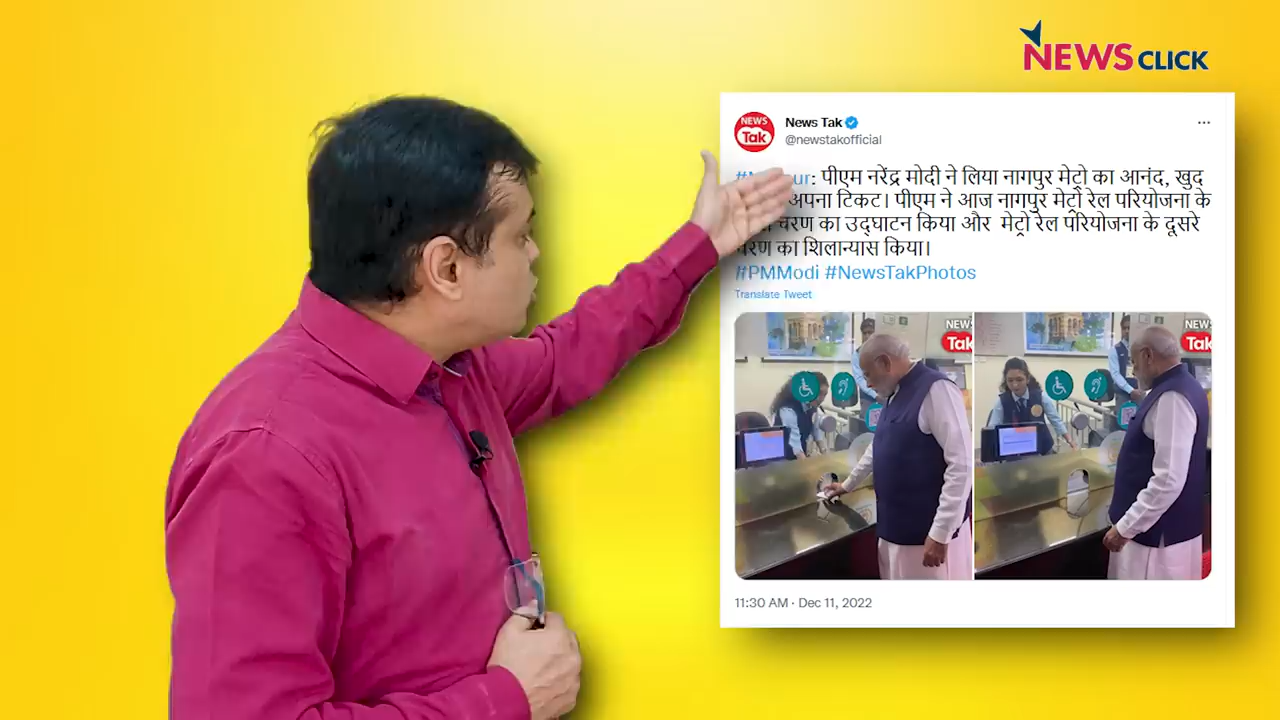 NEWS CLICK
NEWS
Tak
News Tak
@newstakofficial
: पीएम नरेंद्र मोदी ने लिया नागपुर मेट्रो का आनंद, खुद
अपना टिकट। पीएम ने आज नागपुर मेट्रो रेल परियोजना के
चरण का उद्घाटन किया और मेट्रो रेल परियोजना के दूसरे
चरण का शिलान्यास किया।
#PMModi #NewsTakPhotos
Translate Tweet
NEWS
Tak
NEWS
Tak
11:30 AM · Dec 11, 2022